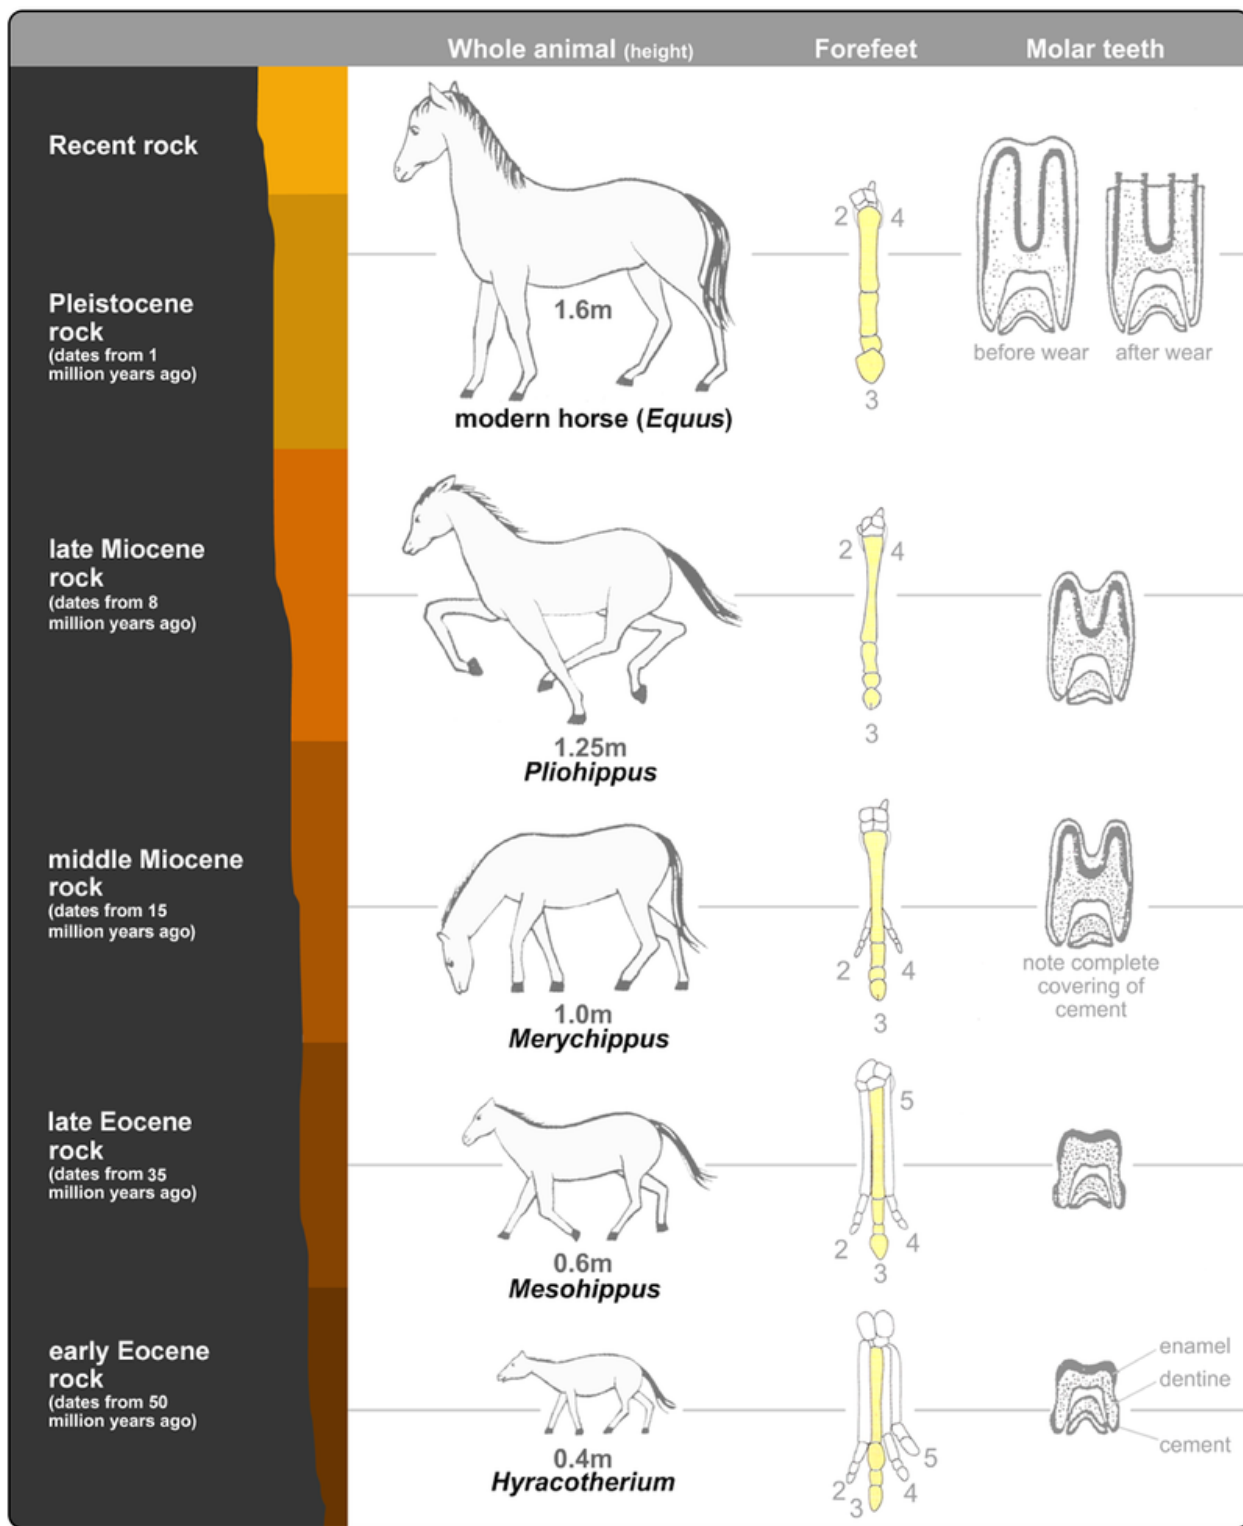 Whole animal (height) Forefeet Molar teeth
Recent rock
2 4
Pleistocene
rock
(dates from 1
million years ago)
1.6m
before wear after wear
3
modern horse (Equus)
late Miocene
rock
(dates from 8
million years ago)
2 4
3
1.25m
Pliohippus
middle Miocene
rock
(dates from 15
million years ago)
2 4
3
note complete
covering of
cement
1.0m
Merychippus
late Eocene
rock
(dates from 35
million years ago)
5
2 4
3
0.6m
Mesohippus
early Eocene
rock
(dates from 50
million years ago)
enamel
dentine
cement
5
2 4
3
0.4m
Hyracotherium